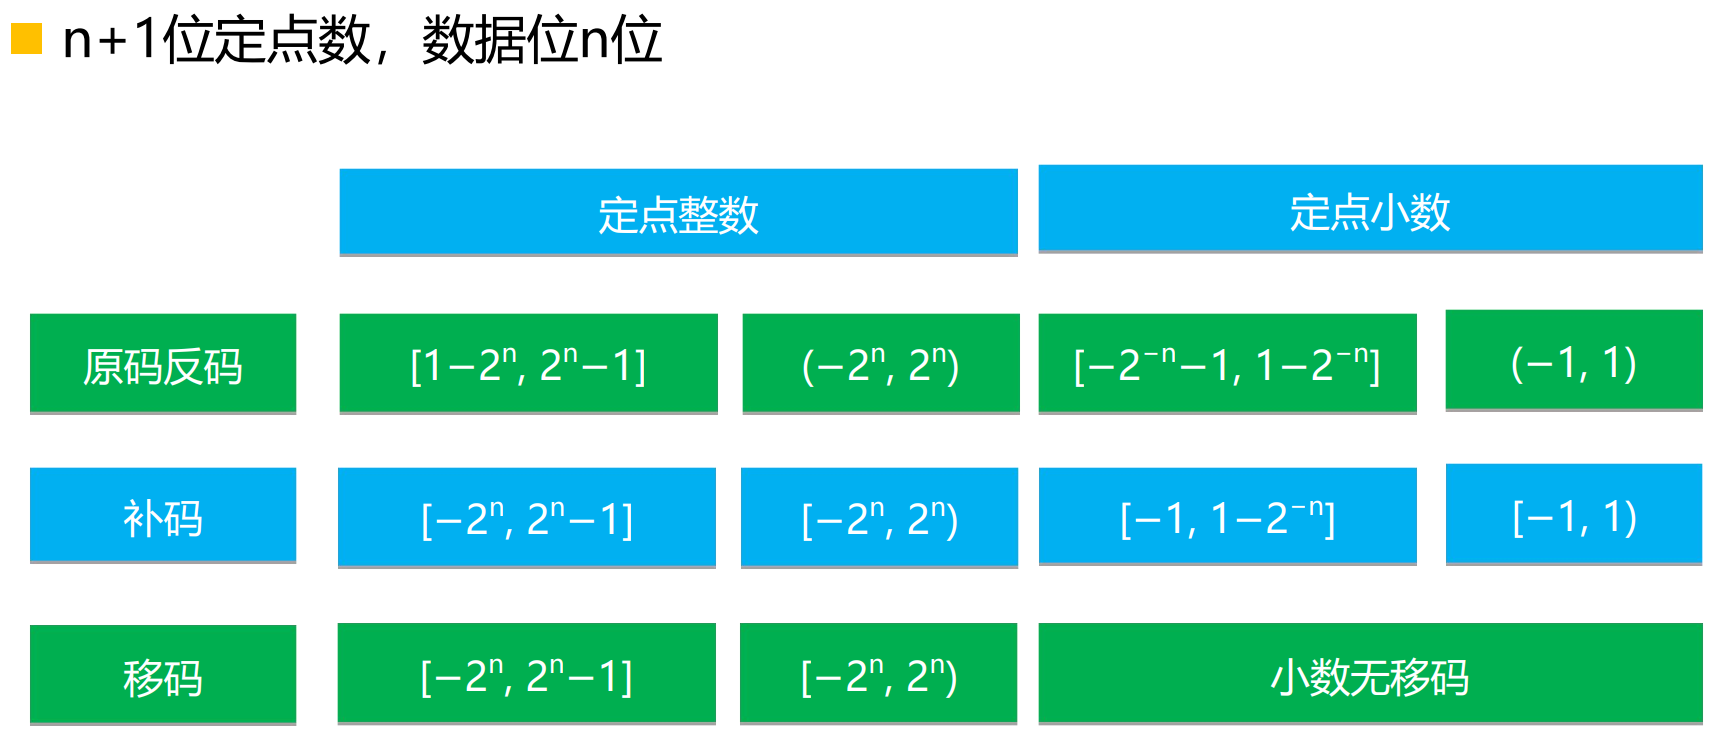 n+1位定点数，数据位n位
定点整数 定点小数
原码反码 [1−2ⁿ, 2ⁿ−1] (−2ⁿ, 2ⁿ) [−2⁻ⁿ−1, 1−2⁻ⁿ] (−1, 1)
补码 [−2ⁿ, 2ⁿ−1] [−2ⁿ, 2ⁿ) [−1, 1−2⁻ⁿ] [−1, 1)
移码 [−2ⁿ, 2ⁿ−1] [−2ⁿ, 2ⁿ) 小数无移码